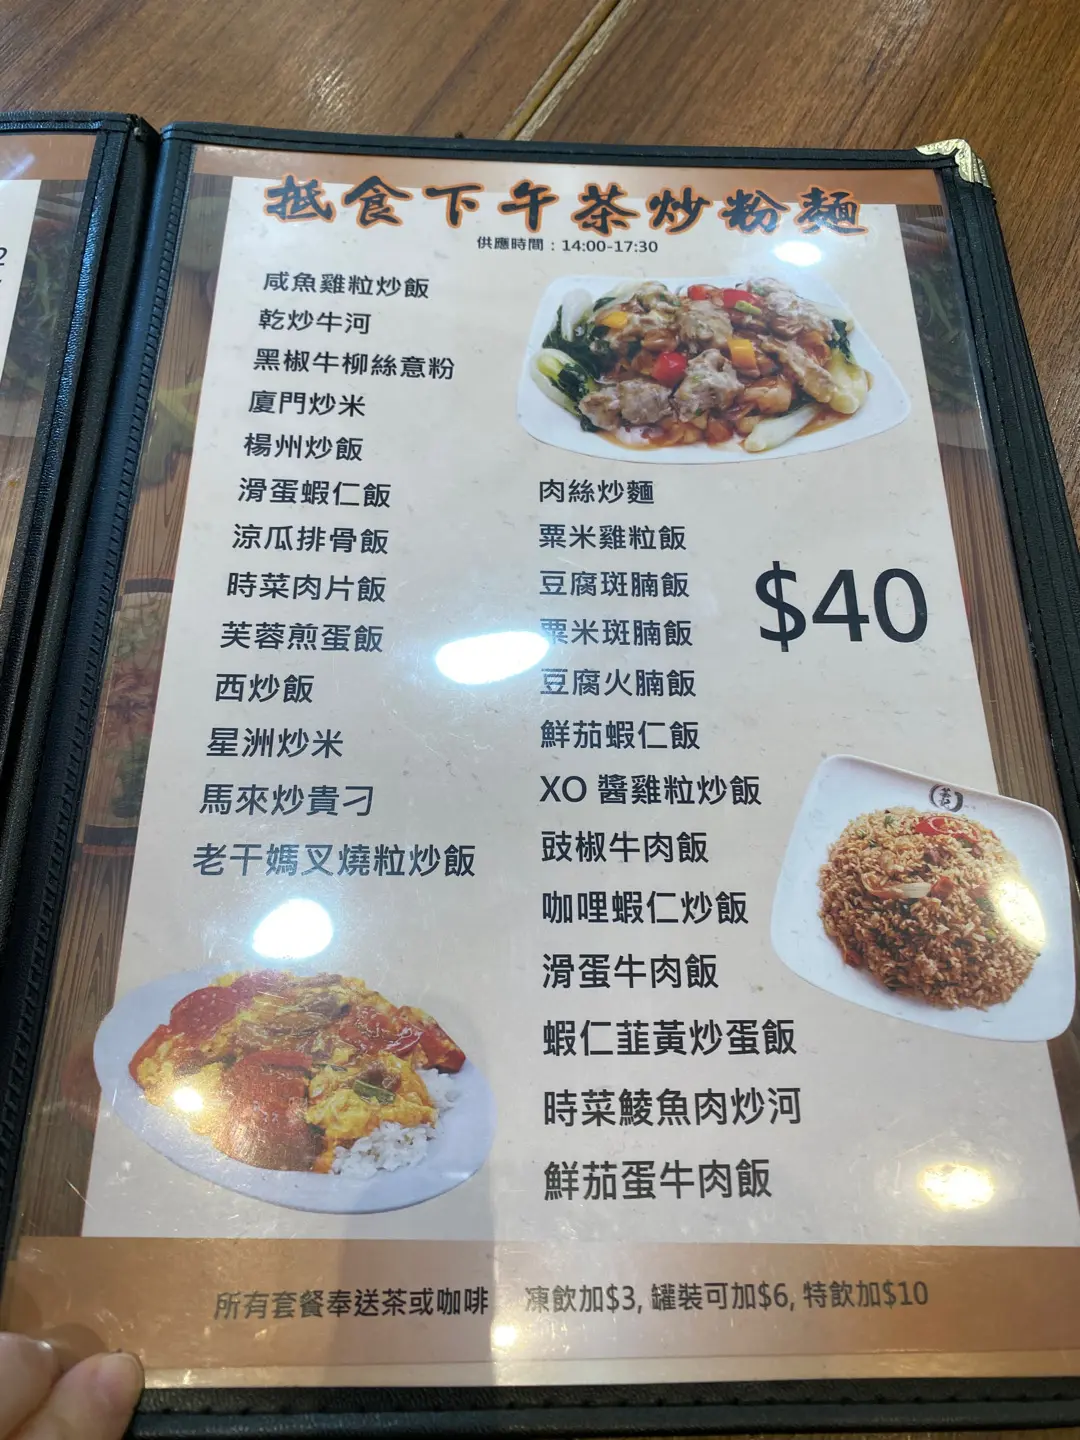 抵食下午茶炒粉麵
供應時間：14:00-17:30
咸魚雞粒炒飯
乾炒牛河
黑椒牛柳絲意粉
廈門炒米
楊州炒飯
滑蛋蝦仁飯
涼瓜排骨飯
時菜肉片飯
芙蓉煎蛋飯
西炒飯
星洲炒米
馬來炒貴刁
老干媽叉燒粒炒飯
肉絲炒麵
粟米雞粒飯
豆腐斑腩飯
粟米斑腩飯
豆腐火腩飯
鮮茄蝦仁飯
XO 醬雞粒炒飯
豉椒牛肉飯
咖哩蝦仁炒飯
滑蛋牛肉飯
蝦仁韮黃炒蛋飯
時菜鯪魚肉炒河
鮮茄蛋牛肉飯
$40
所有套餐奉送茶或咖啡 凍飲加$3, 罐裝可加$6, 特飲加$10